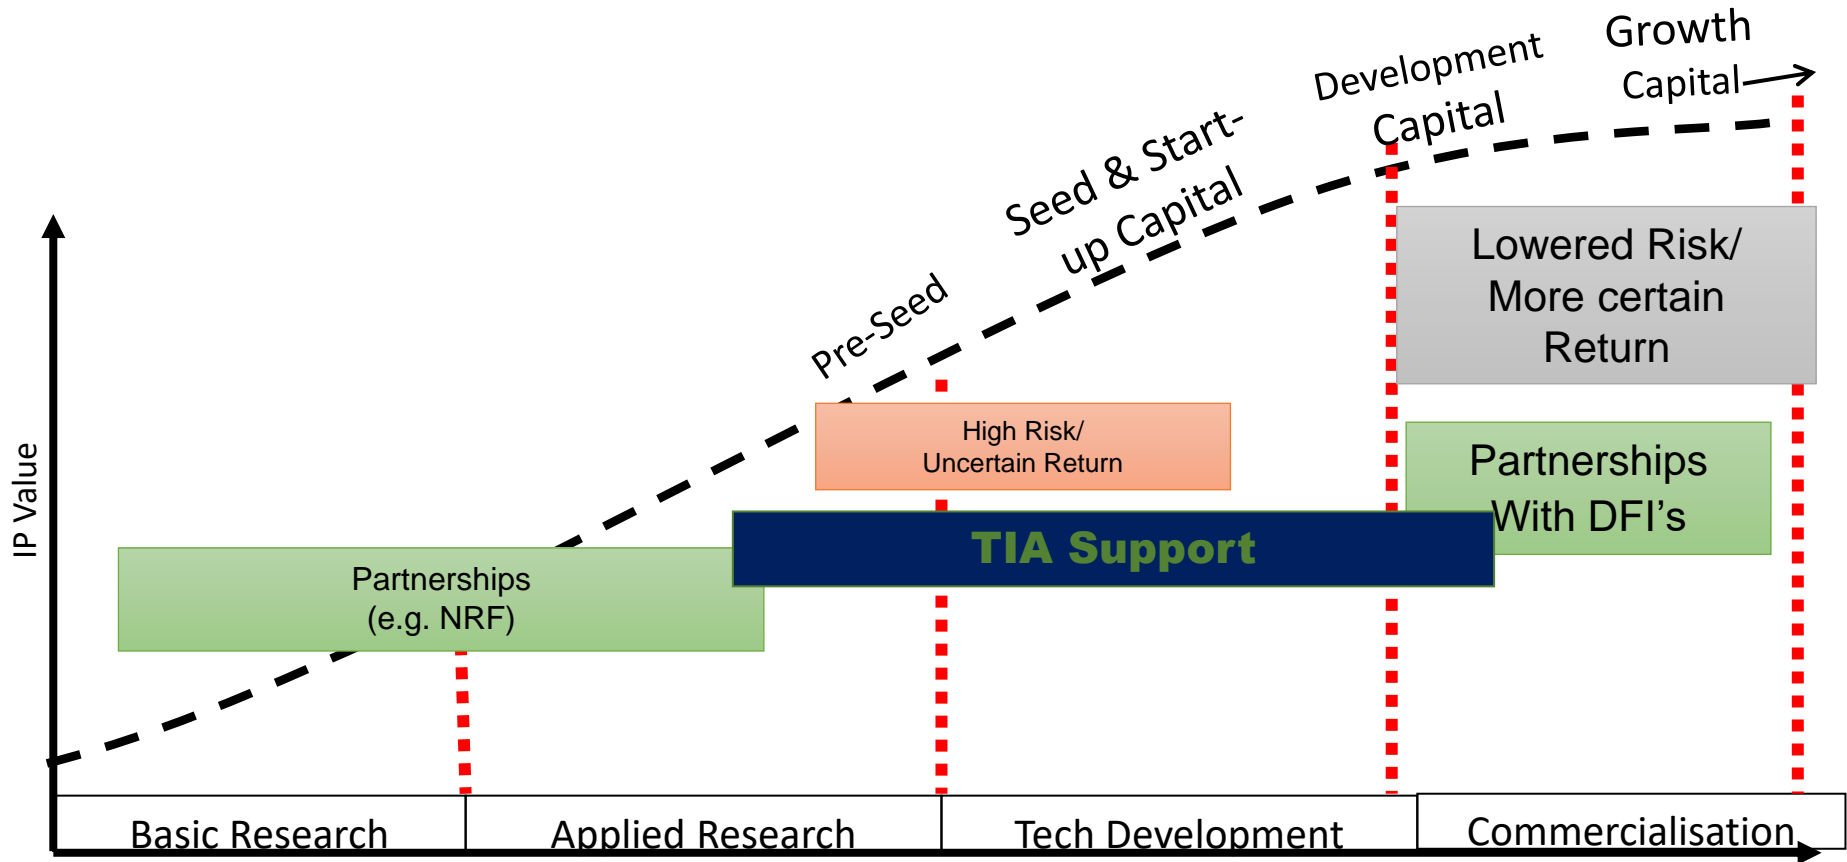 Growth
Capital
Development
Capital
Seed & Start-
up Capital
Pre-Seed
Lowered Risk/
More certain
Return
High Risk/
Uncertain Return
Partnerships
With DFI's
TIA Support
Partnerships
(e.g. NRF)
IP Value
Basic Research
Applied Research
Tech Development
Commercialisation